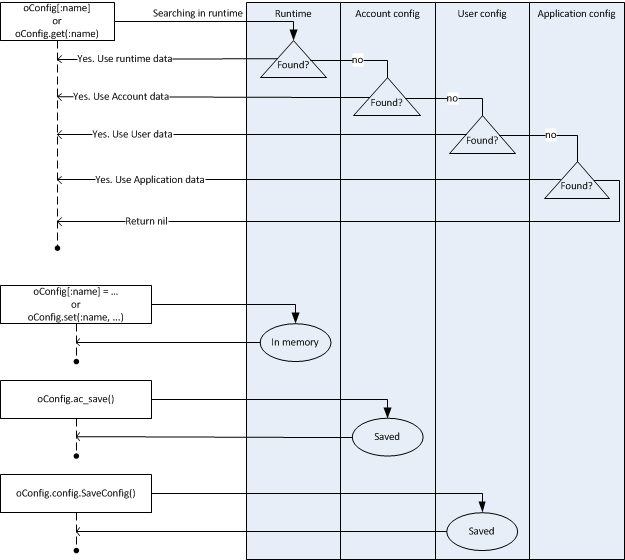 oConfig[:name]
or
oConfig.get(:name)
Searching in runtime
Runtime
Account config
User config
Application config
Found?
no
Yes. Use runtime data
Found?
no
Yes. Use Account data
Found?
no
Yes. Use User data
Found?
Yes. Use Application data
Return nil
oConfig[:name] = ...
or
oConfig.set(:name, ...)
In memory
oConfig.ac_save()
Saved
oConfig.config.SaveConfig()
Saved